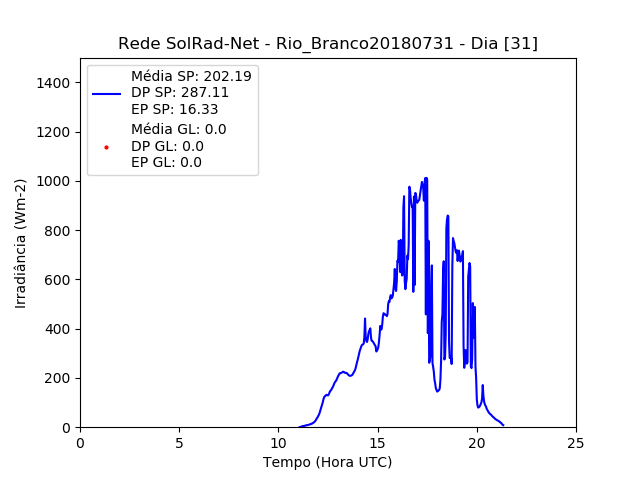 Rede SolRad-Net - Rio_Branco20180731 - Dia [31]
Média SP: 202.19
DP SP: 287.11
EP SP: 16.33
Média GL: 0.0
DP GL: 0.0
EP GL: 0.0
Irradiância (Wm-2)
1400
1200
1000
800
600
400
200
0
0 5 10 15 20 25
Tempo (Hora UTC)